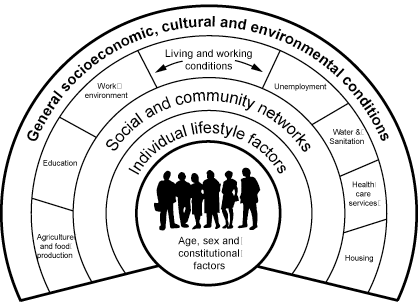 General socioeconomic, cultural and environmental conditions
Living and working
conditions
Work
environment
Unemployment
Education
Water &
Sanitation
Agriculture
and food
production
Health
care
services
Housing
Social and community networks
Individual lifestyle factors
Age, sex and
constitutional
factors